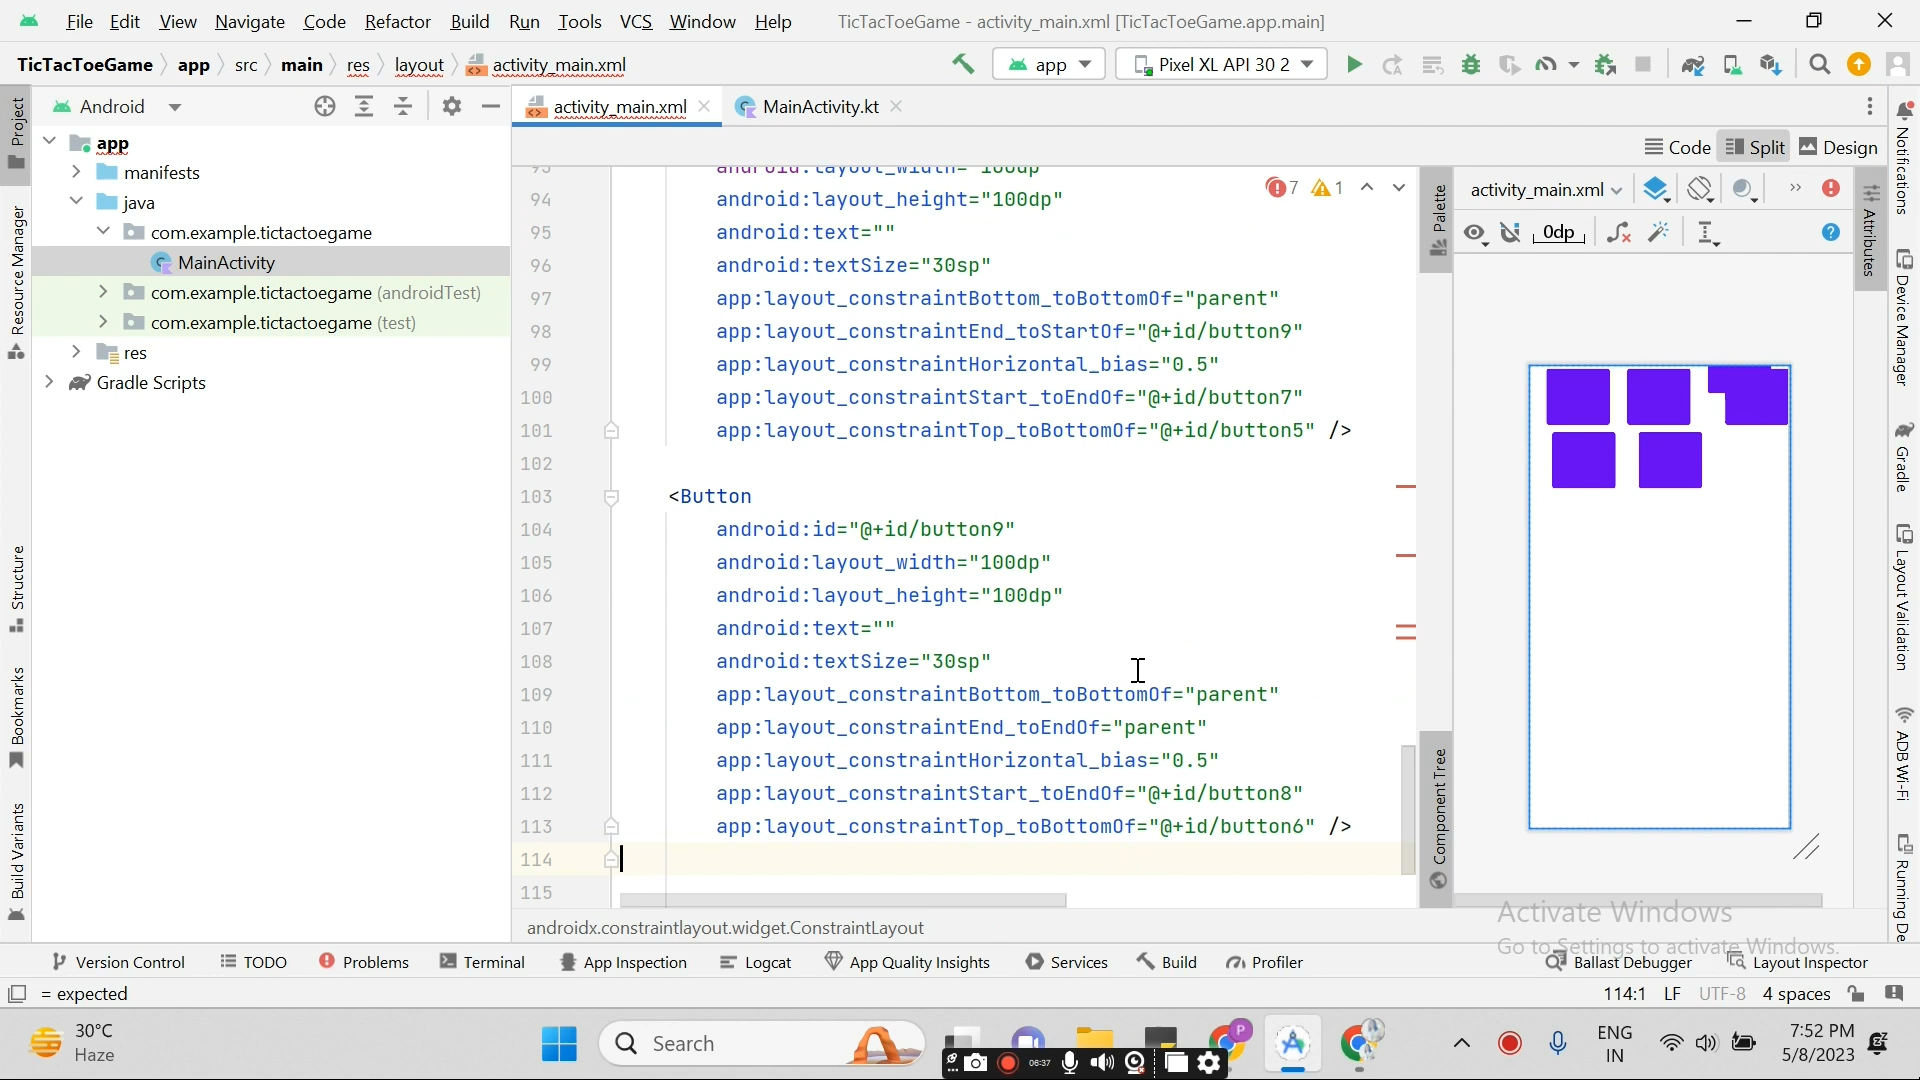 File Edit View Navigate Code Refactor Build Run Tools VCS Window Help TicTacToeGame - activity_main.xml [TicTacToeGame.app.main]
TicTacToeGame app src main res layout activity_main.xml app Pixel XL API 30 2
Android activity_main.xml MainActivity.kt
Code Split Design
app
manifests
java
com.example.tictactoegame
MainActivity
com.example.tictactoegame (androidTest)
com.example.tictactoegame (test)
res
Gradle Scripts
Project
Resource Manager
Structure
Bookmarks
Build Variants
93 android:layout_width="100dp"
94 android:layout_height="100dp"
95 android:text=""
96 android:textSize="30sp"
97 app:layout_constraintBottom_toBottomOf="parent"
98 app:layout_constraintEnd_toStartOf="@+id/button9"
99 app:layout_constraintHorizontal_bias="0.5"
100 app:layout_constraintStart_toEndOf="@+id/button7"
101 app:layout_constraintTop_toBottomOf="@+id/button5" />
102
103 <Button
104 android:id="@+id/button9"
105 android:layout_width="100dp"
106 android:layout_height="100dp"
107 android:text=""
108 android:textSize="30sp"
109 app:layout_constraintBottom_toBottomOf="parent"
110 app:layout_constraintEnd_toEndOf="parent"
111 app:layout_constraintHorizontal_bias="0.5"
112 app:layout_constraintStart_toEndOf="@+id/button8"
113 app:layout_constraintTop_toBottomOf="@+id/button6" />
114
115
7 1
androidx.constraintlayout.widget.ConstraintLayout
Palette
Component Tree
activity_main.xml
0dp
Attributes
Notifications
Device Manager
Gradle
Layout Validation
ADB Wi-Fi
Running De
Activate Windows
Go to Settings to activate Windows.
Version Control TODO Problems Terminal App Inspection Logcat App Quality Insights Services Build Profiler Ballast Debugger Layout Inspector
= expected 114:1 LF UTF-8 4 spaces
30°C
Haze
Search
P
06:37
ENG
IN
7:52 PM
5/8/2023